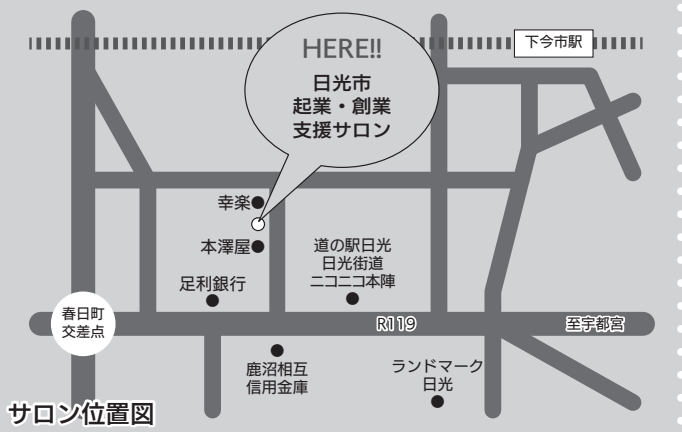 下今市駅
HERE!!
日光市
起業・創業
支援サロン
幸楽
本澤屋
足利銀行
道の駅日光
日光街道
ニコニコ本陣
春日町
交差点
R119
至宇都宮
鹿沼相互
信用金庫
ランドマーク
日光
サロン位置図